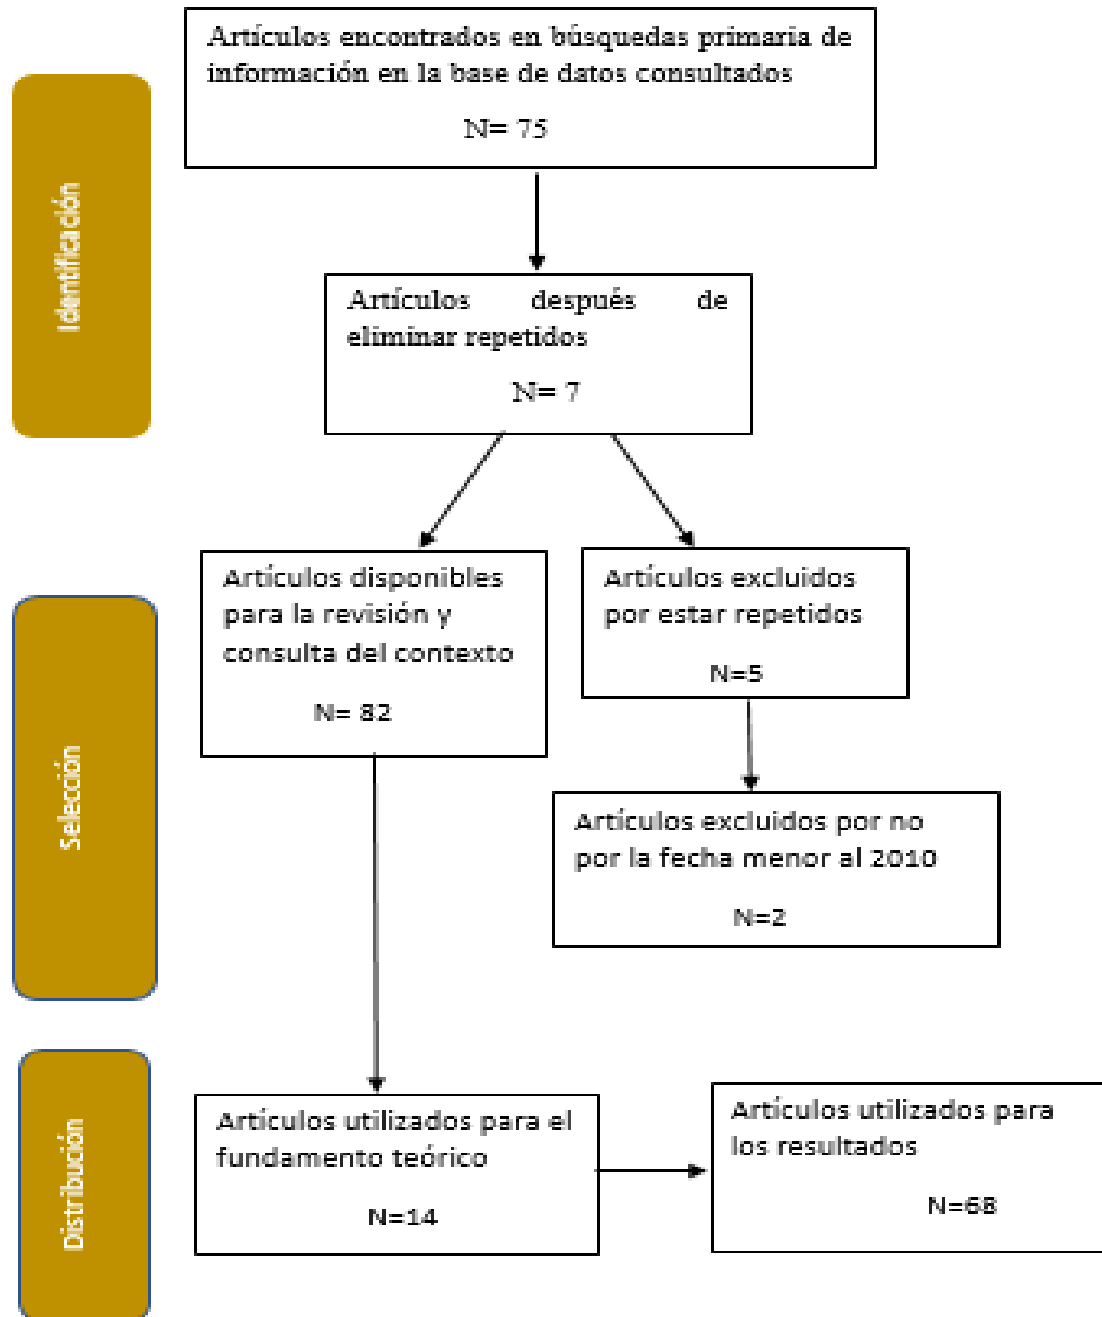 Artículos encontrados en búsquedas primaria de
información en la base de datos consultados
N= 75
Identificación
Artículos después de
eliminar repetidos
N= 7
Artículos disponibles
para la revisión y
consulta del contexto
N= 82
Artículos excluidos
por estar repetidos
N=5
Selección
Artículos excluidos por no
por la fecha menor al 2010
N=2
Distribución
Artículos utilizados para el
fundamento teórico
N=14
Artículos utilizados para
los resultados
N=68